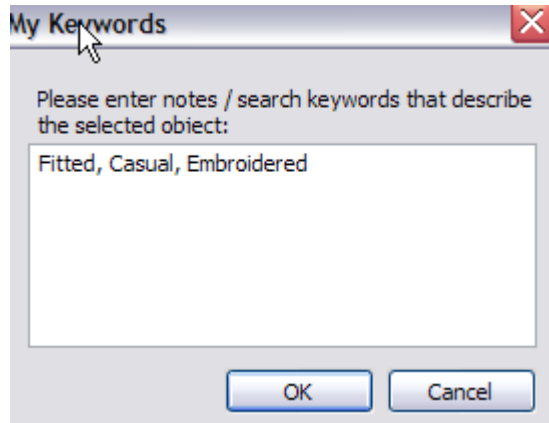 My Keywords
Please enter notes / search keywords that describe
the selected object:
Fitted, Casual, Embroidered
OK
Cancel